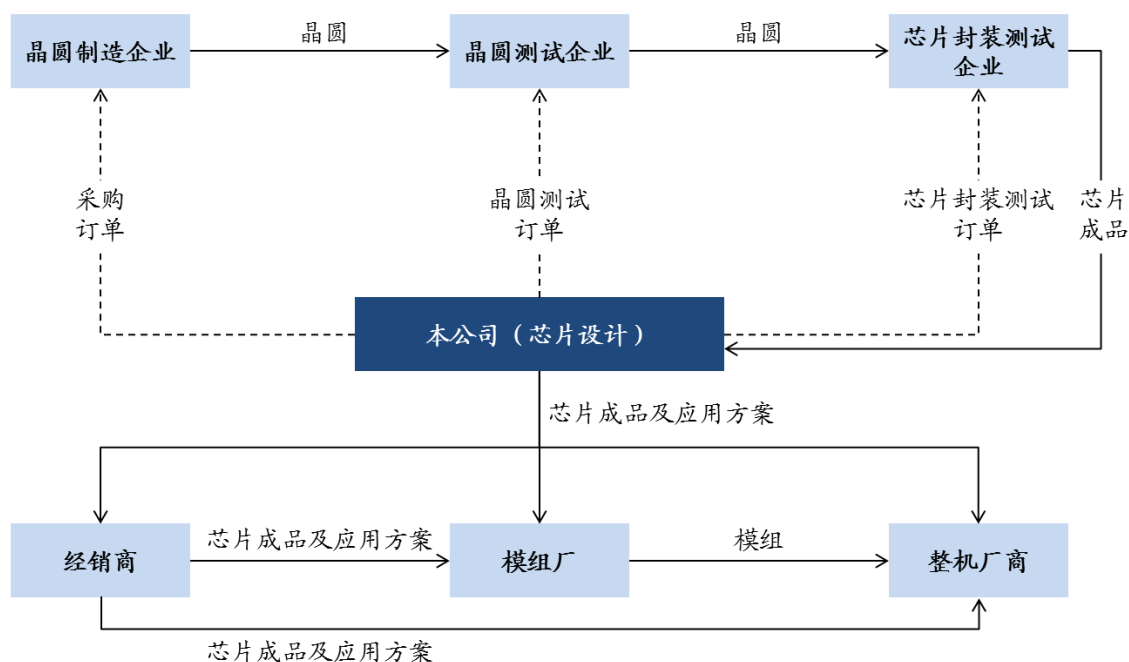 晶圆
晶圆
晶圆制造企业
晶圆测试企业
芯片封装测试
企业
采购
订单
晶圆测试
订单
芯片封装测试
订单
芯片
成品
本公司（芯片设计）
芯片成品及应用方案
芯片成品及应用方案
模组
经销商
模组厂
整机厂商
芯片成品及应用方案